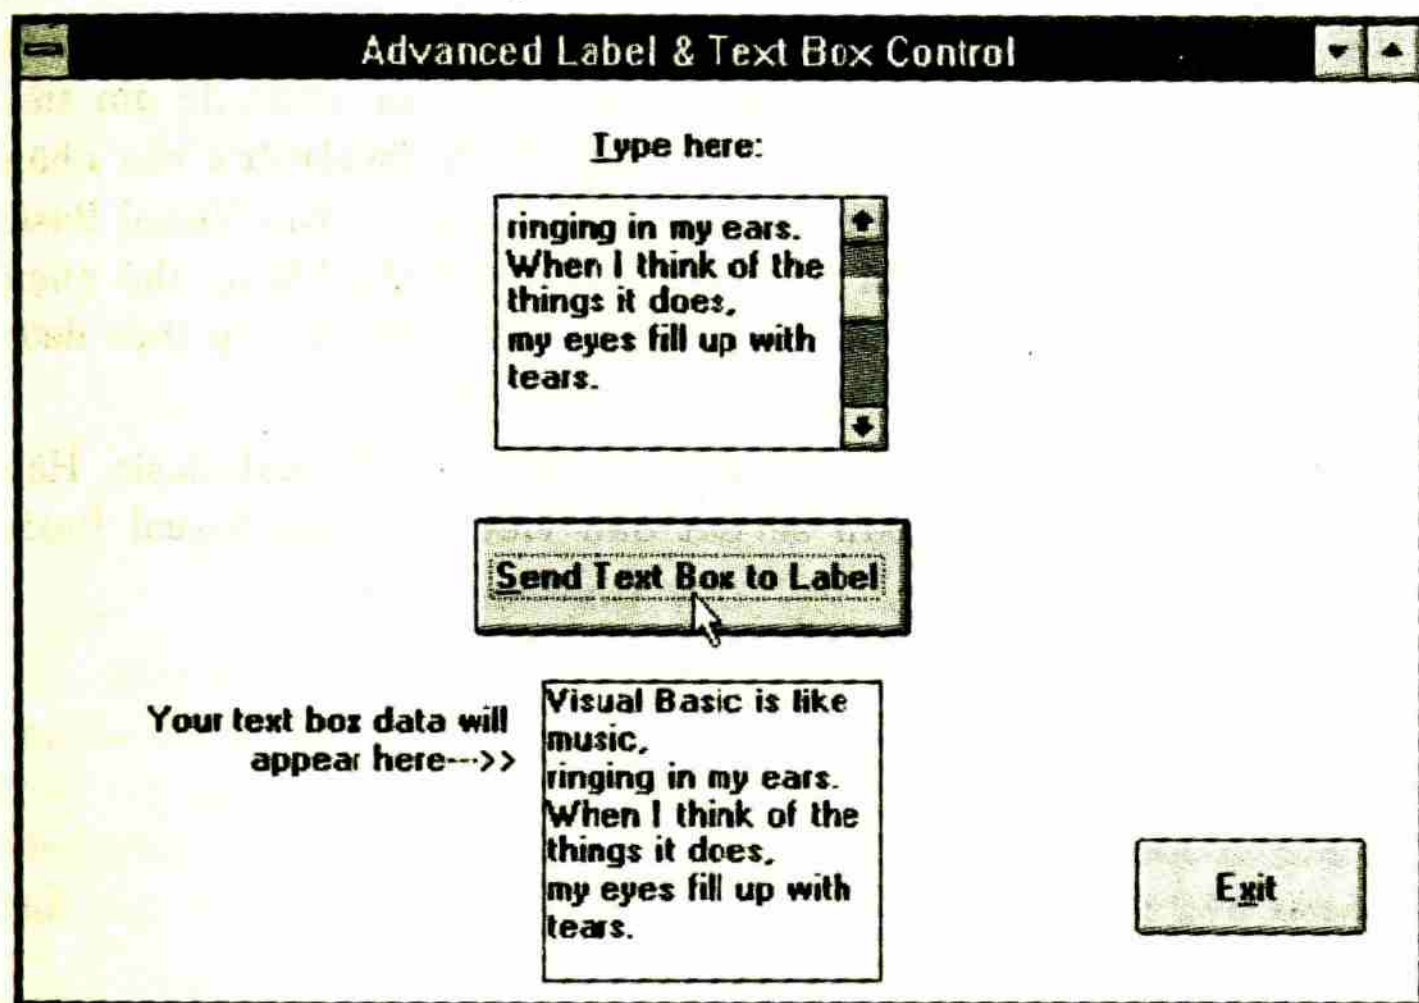 Advanced Label & Text Box Control
Type here:
ringing in my ears.
When I think of the
things it does,
my eyes fill up with
tears.
Send Text Box to Label
Your text box data will
appear here--->>
Visual Basic is like
music,
ringing in my ears.
When I think of the
things it does,
my eyes fill up with
tears.
Exit